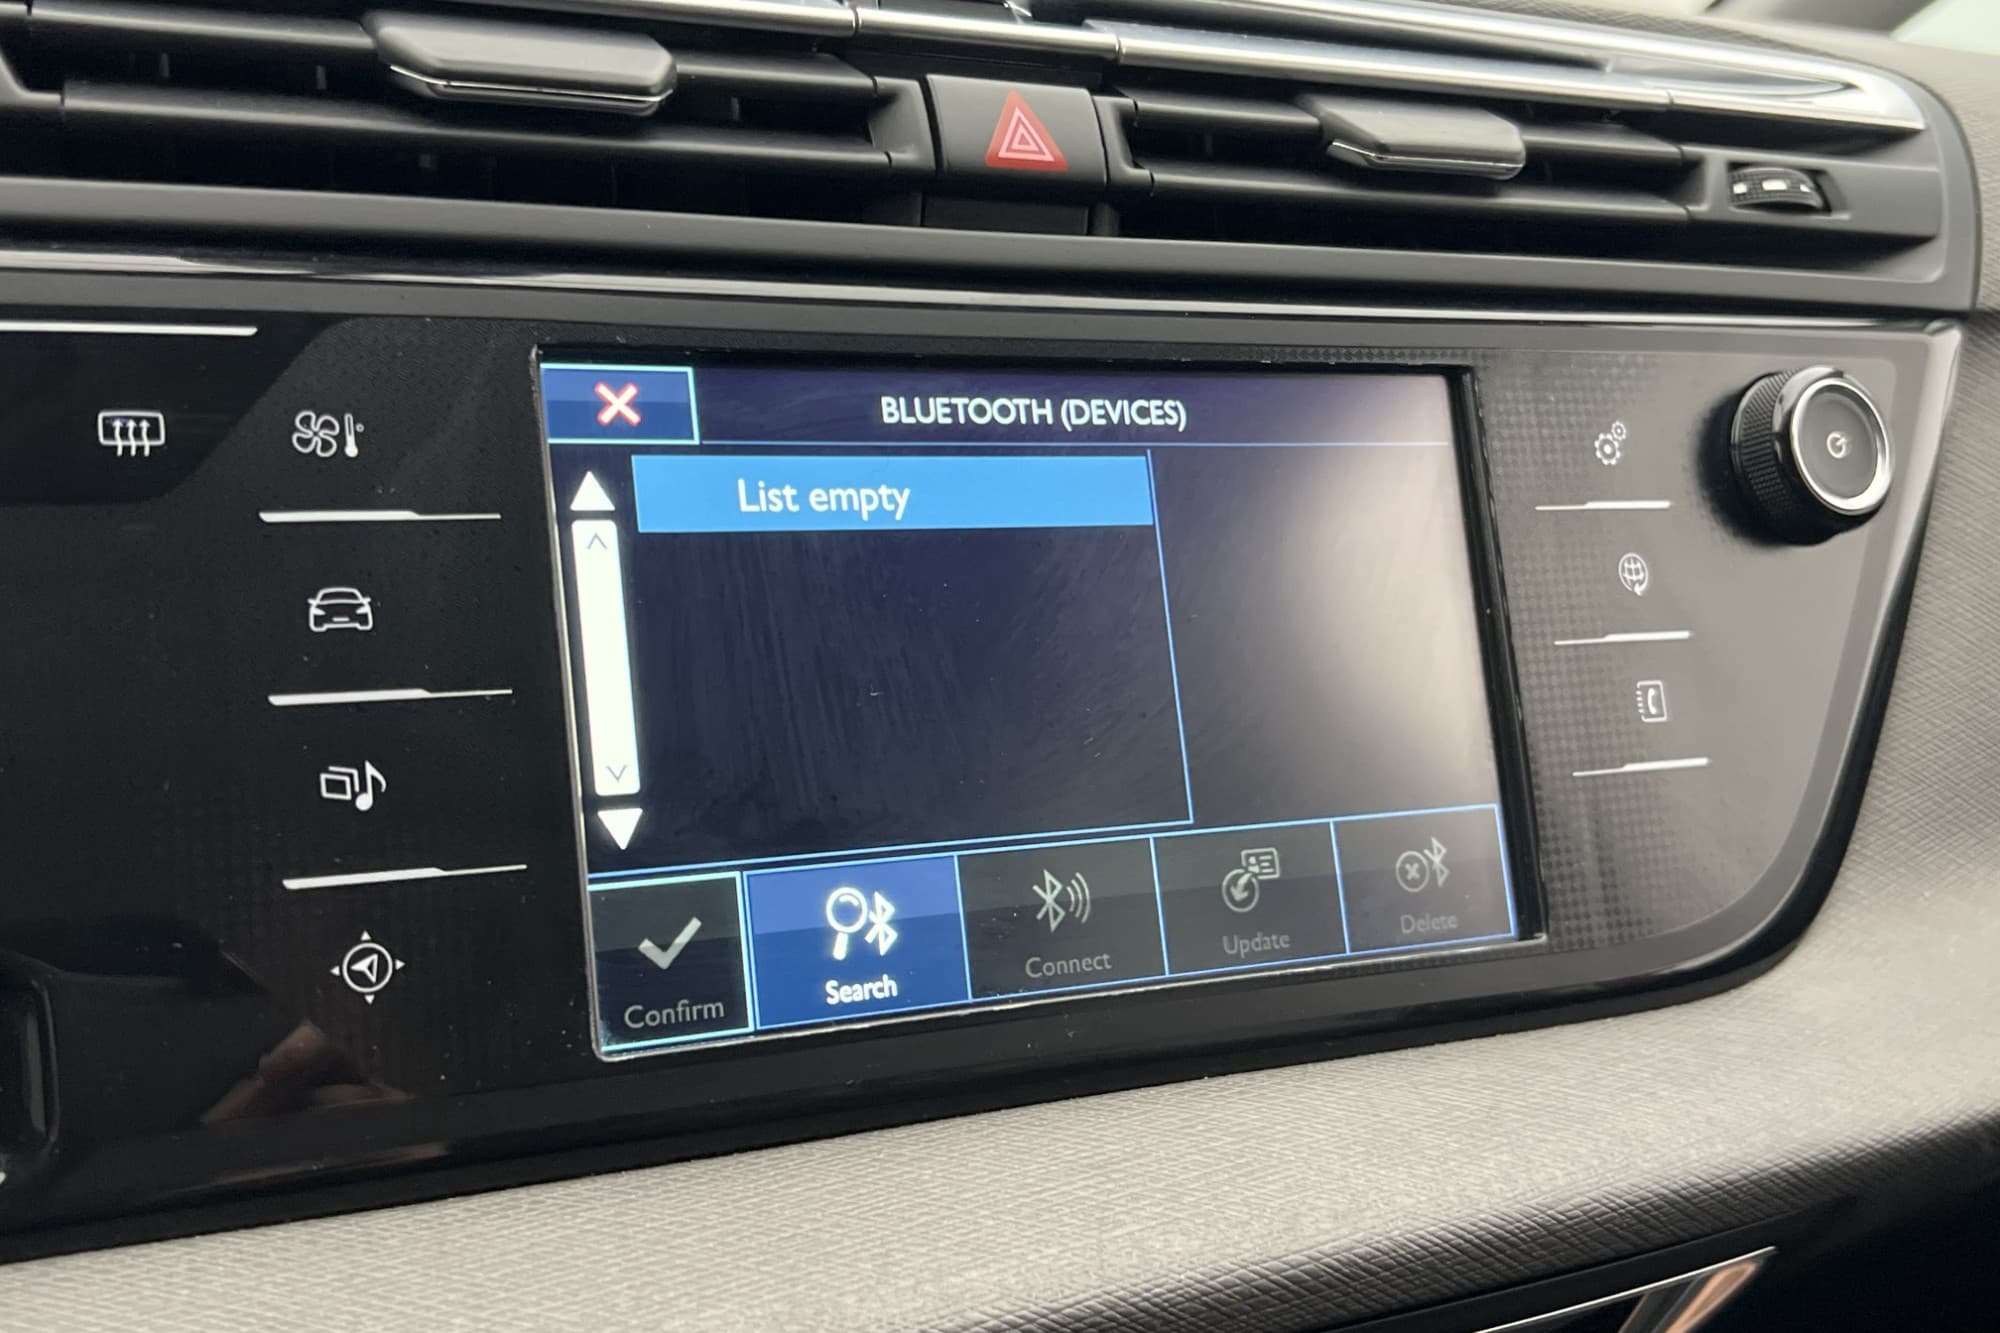 BLUETOOTH (DEVICES)
List empty
Confirm
Search
Connect
Update
Delete